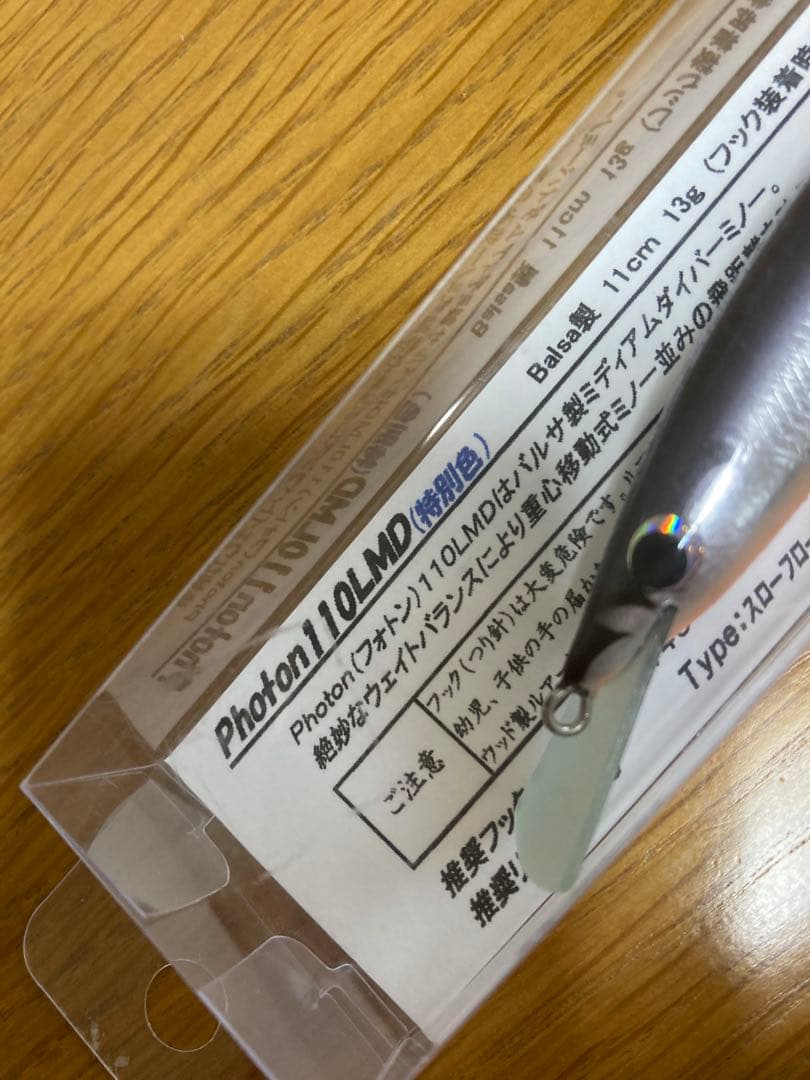 Photon110LMD(特別色)
Balsa製 11cm 13g (フック装着時
Photon(フォトン)110LMDはバルサ製ミディアムダイバーミノー。
絶妙なウェイトバランスにより重心移動式ミノー並みの飛距離
ご注意
フック(つり針)は大変危険です。
幼児、子供の手の届か
ウッド製ル
推奨フッ
推奨
Type:スローフロー